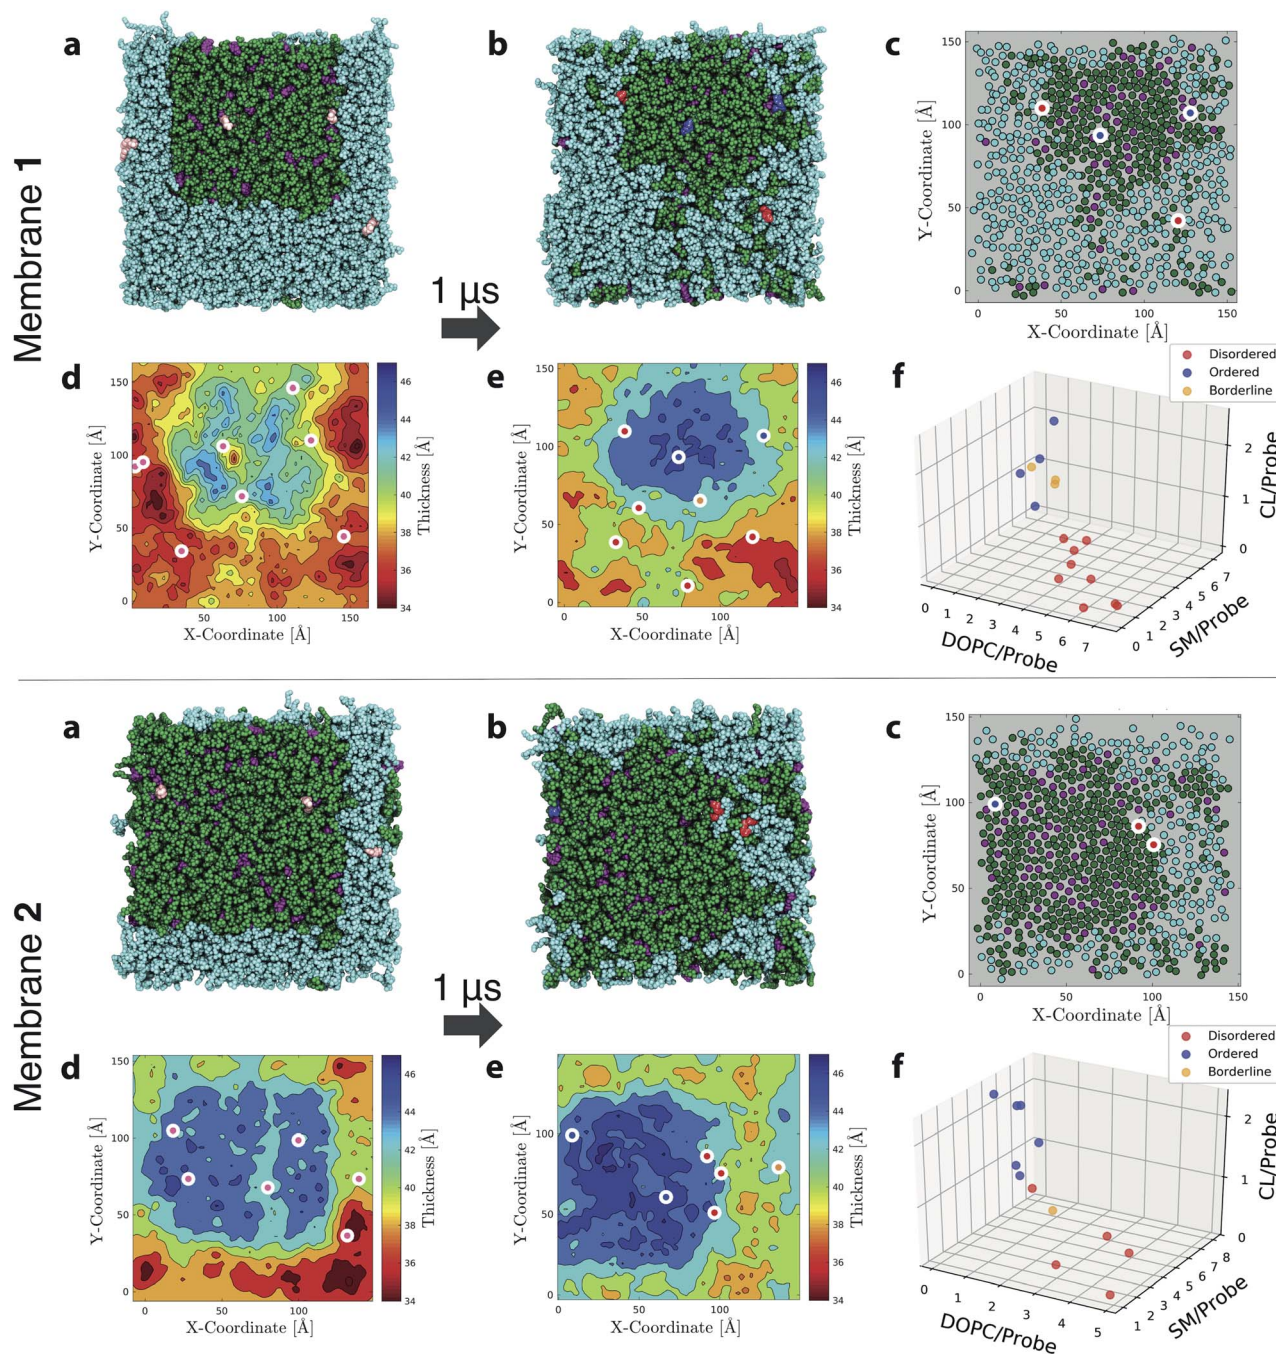 Membrane 1
a
b
c
150
100
50
0
Y-Coordinate [Å]
0
50
100
150
X-Coordinate [Å]
1 μs
d
150
100
50
0
Y-Coordinate [Å]
50
100
150
X-Coordinate [Å]
46
44
42
40
38
36
34
Thickness [Å]
e
150
100
50
0
Y-Coordinate [Å]
0
50
100
X-Coordinate [Å]
46
44
42
40
38
36
34
Thickness [Å]
f
Disordered
Ordered
Borderline
2
1
0
CL/Probe
0 1 2 3 4 5 6 7
DOPC/Probe
0 1 2 3 4 5 6 7
SM/Probe
Membrane 2
a
b
c
150
100
50
0
Y-Coordinate [Å]
0
50
100
150
X-Coordinate [Å]
1 μs
d
150
100
50
0
Y-Coordinate [Å]
0
50
100
X-Coordinate [Å]
46
44
42
40
38
36
34
Thickness [Å]
e
100
50
0
Y-Coordinate [Å]
0
50
100
X-Coordinate [Å]
46
44
42
40
38
36
34
Thickness [Å]
f
Disordered
Ordered
Borderline
2
1
0
CL/Probe
0 1 2 3 4 5
DOPC/Probe
1 2 3 4 5 6 7 8
SM/Probe